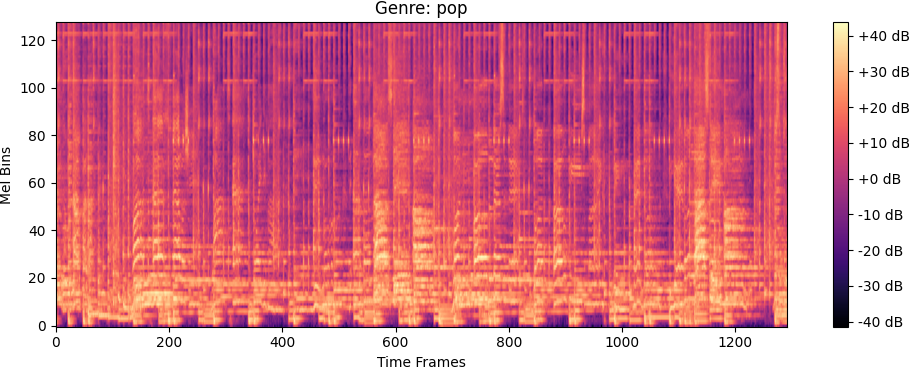 Genre: pop
120
100
80
60
40
20
0
Mel Bins
0 200 400 600 800 1000 1200
Time Frames
+40 dB
+30 dB
+20 dB
+10 dB
+0 dB
-10 dB
-20 dB
-30 dB
-40 dB